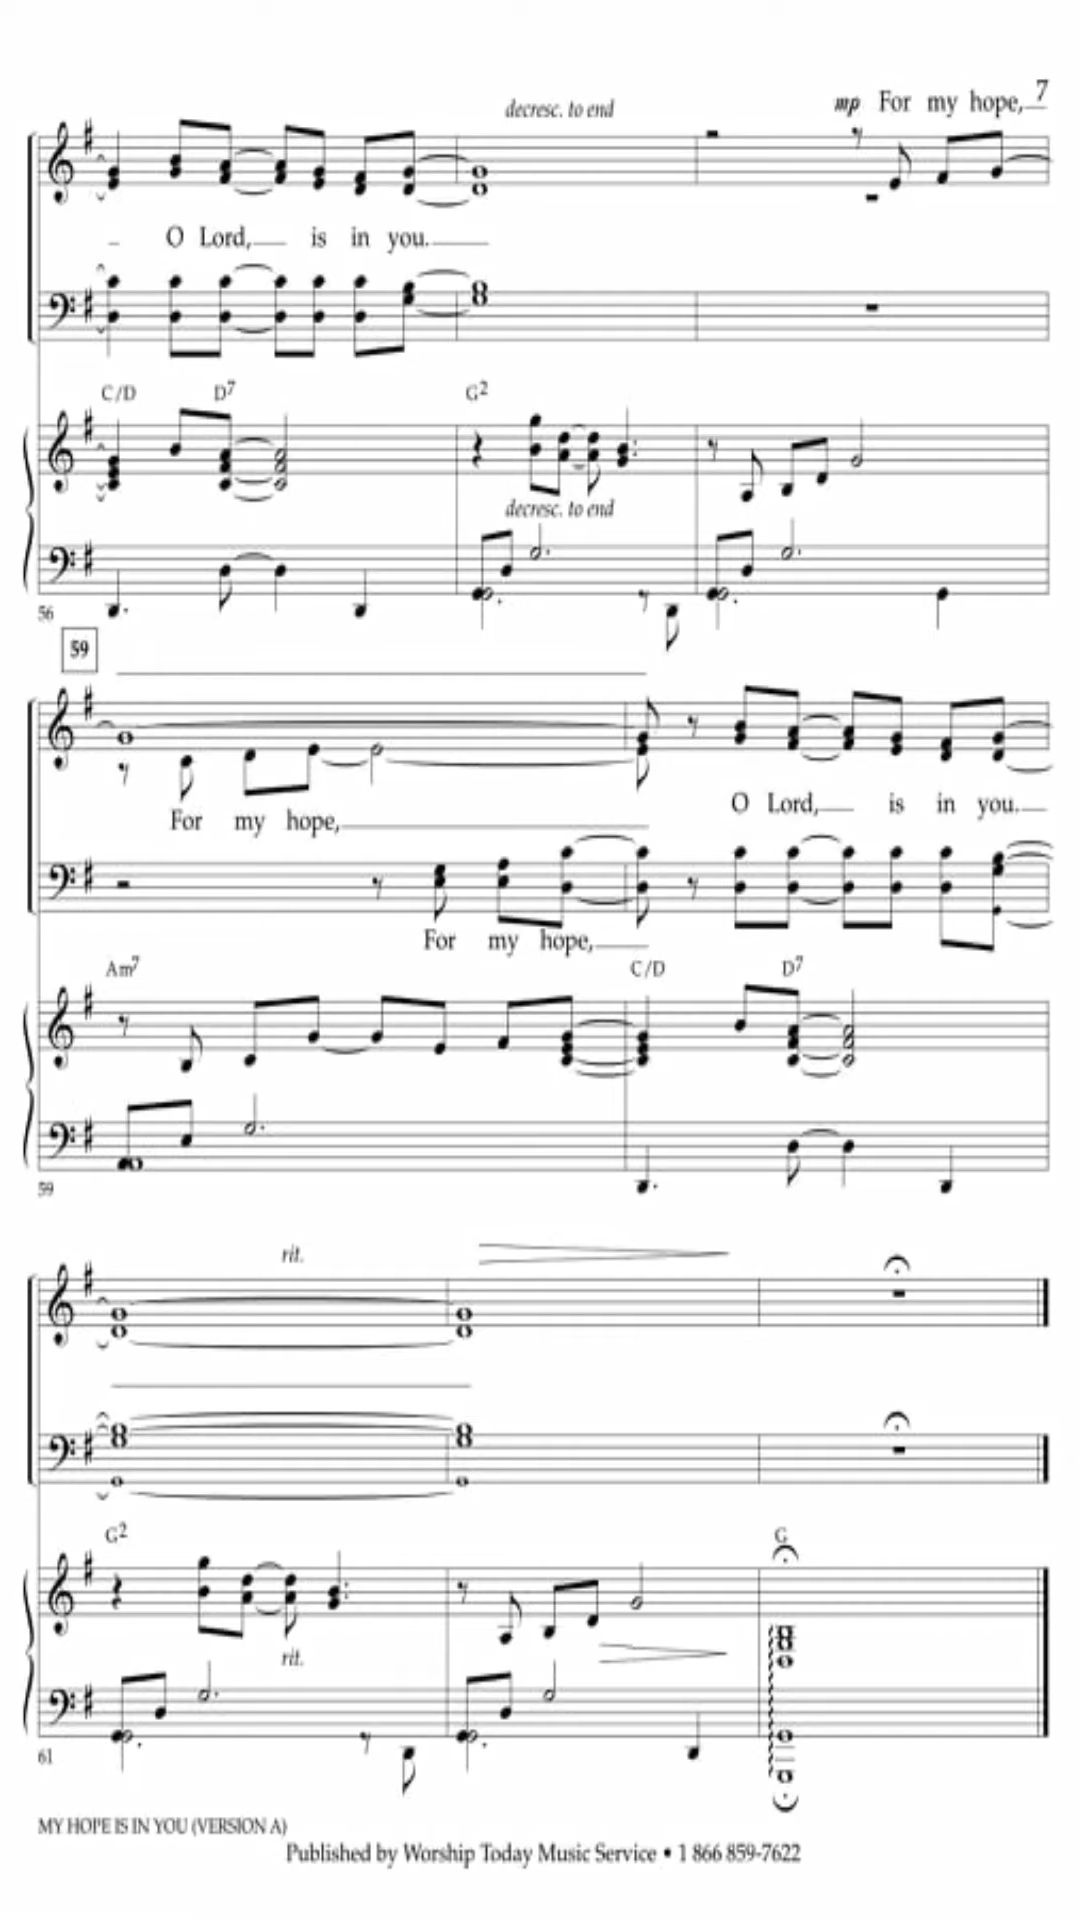 7
decresc. to end
mp For my hope,
O Lord, is in you.
C/D D7 G2
decresc. to end
56
59
For my hope,
O Lord, is in you.
For my hope,
Am7 C/D D7
59
rit.
G2 G
rit.
61
MY HOPE IS IN YOU (VERSION A)
Published by Worship Today Music Service • 1 866 859-7622